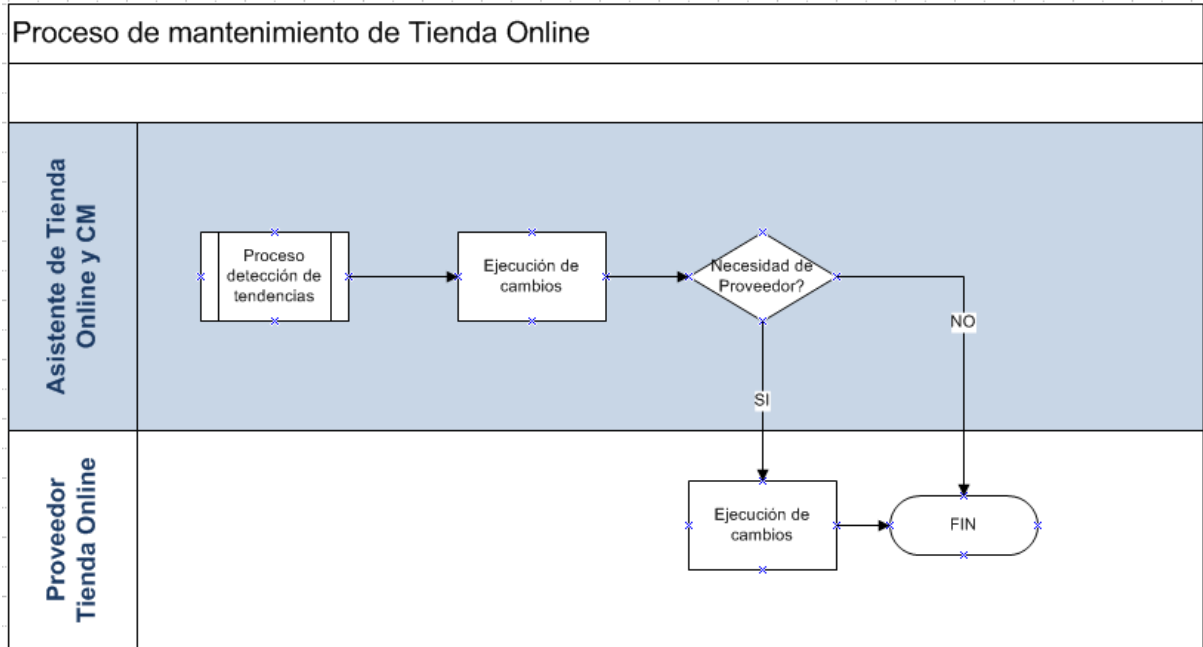 Proceso de mantenimiento de Tienda Online
Asistente de Tienda
Online y CM
Proceso
detección de
tendencias
Ejecución de
cambios
Necesidad de
Proveedor?
NO
SI
Proveedor
Tienda Online
Ejecución de
cambios
FIN